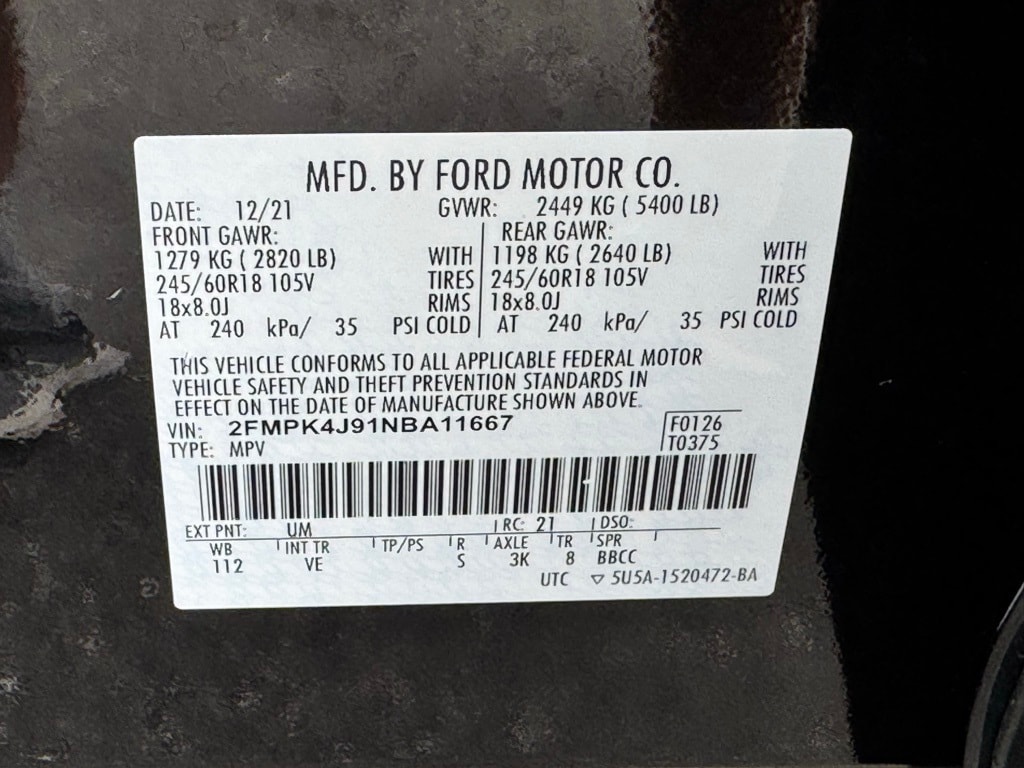 MFD. BY FORD MOTOR CO.
DATE: 12/21 GVWR: 2449 KG ( 5400 LB)
FRONT GAWR: REAR GAWR:
1279 KG ( 2820 LB) WITH 1198 KG ( 2640 LB) WITH
245/60R18 105V TIRES 245/60R18 105V TIRES
18x8.0J RIMS 18x8.0J RIMS
AT 240 kPa/ 35 PSI COLD AT 240 kPa/ 35 PSI COLD
THIS VEHICLE CONFORMS TO ALL APPLICABLE FEDERAL MOTOR
VEHICLE SAFETY AND THEFT PREVENTION STANDARDS IN
EFFECT ON THE DATE OF MANUFACTURE SHOWN ABOVE.
VIN: 2FMPK4J91NBA11667 F0126
TYPE: MPV T0375
EXT PNT: UM RC: 21 DSO:
WB INT TR TP/PS R AXLE TR SPR
112 VE S 3K 8 BBCC
UTC ▽ 5U5A-1520472-BA